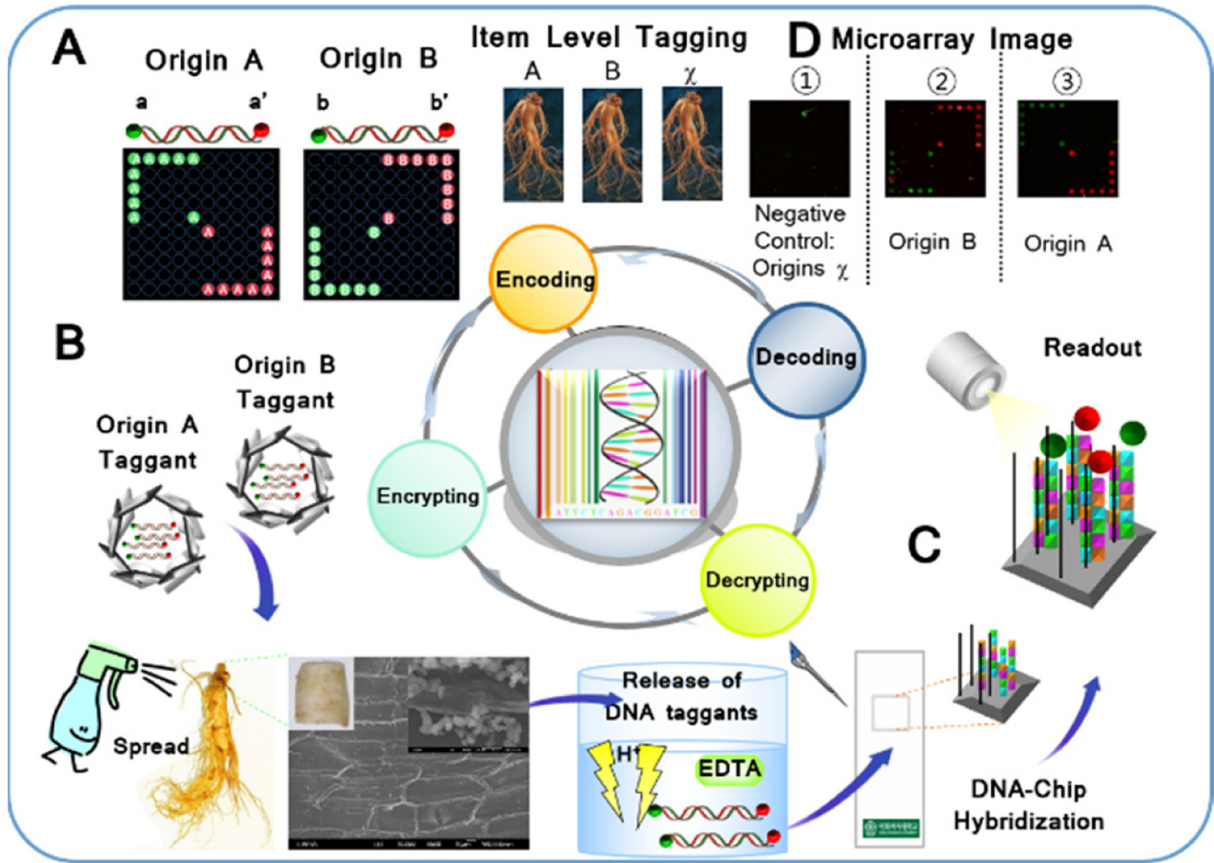 A
Origin A
Origin B
a
a'
b
b'
A A A A A
A
A
A
A
A
A
A
A
A
A
A A A A A
B B B B B
B
B
B
B
B
B
B
B
B
B
B B B B B
Item Level Tagging
A
B
χ
D
Microarray Image
①
②
③
Negative
Control:
Origins χ
Origin B
Origin A
Encoding
Decoding
Encrypting
Decrypting
ATTCTCAGACGGATCG
B
Origin B
Taggant
Origin A
Taggant
Spread
Release of
DNA taggants
H+
EDTA
C
Readout
DNA-Chip
Hybridization